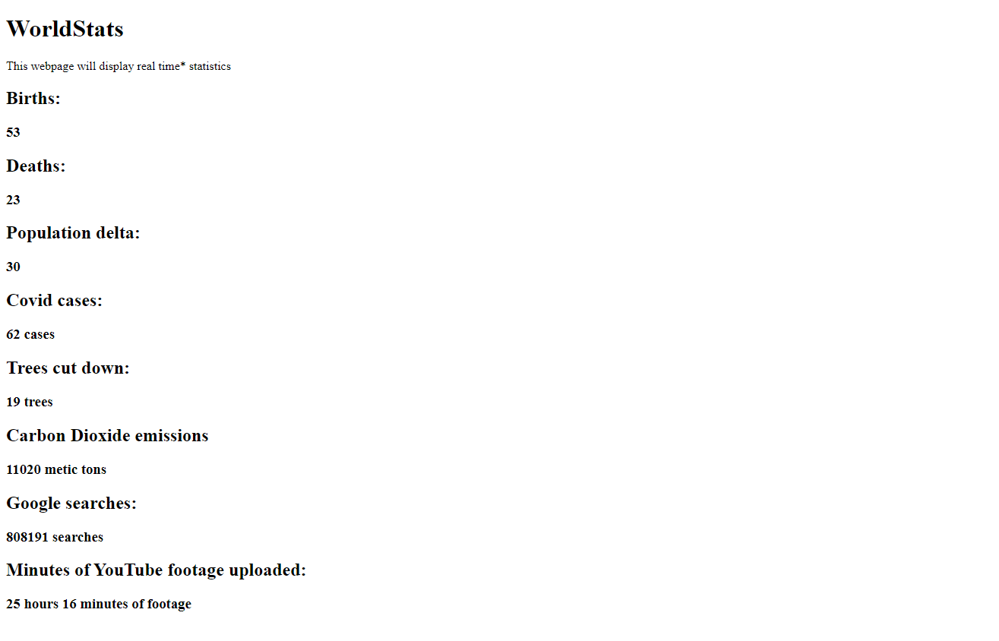 WorldStats
This webpage will display real time* statistics
Births:
53
Deaths:
23
Population delta:
30
Covid cases:
62 cases
Trees cut down:
19 trees
Carbon Dioxide emissions
11020 metic tons
Google searches:
808191 searches
Minutes of YouTube footage uploaded:
25 hours 16 minutes of footage